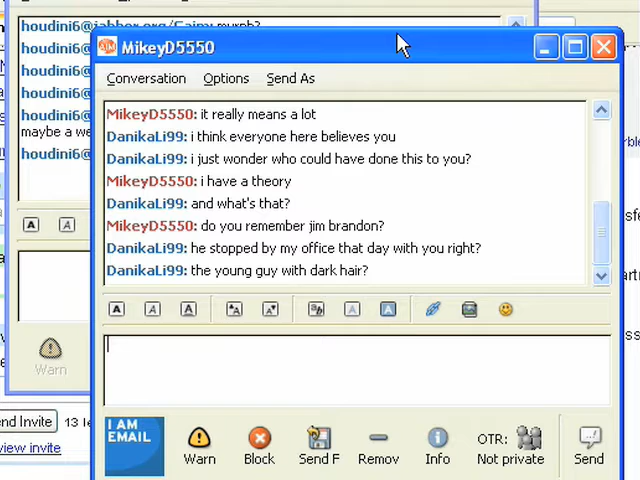 houdini6@jabber.org/Gaim: murph?
houdini6@
houdini6@
houdini6@
houdini6@
maybe a we
houdini6@
Warn
MikeyD5550
Conversation Options Send As
MikeyD5550: it really means a lot
DanikaLi99: i think everyone here believes you
DanikaLi99: i just wonder who could have done this to you?
MikeyD5550: i have a theory
DanikaLi99: and what's that?
MikeyD5550: do you remember jim brandon?
DanikaLi99: he stopped by my office that day with you right?
DanikaLi99: the young guy with dark hair?
I AM
EMAIL
Warn Block Send F Remov Info OTR: Not private Send
end Invite 13
view invite